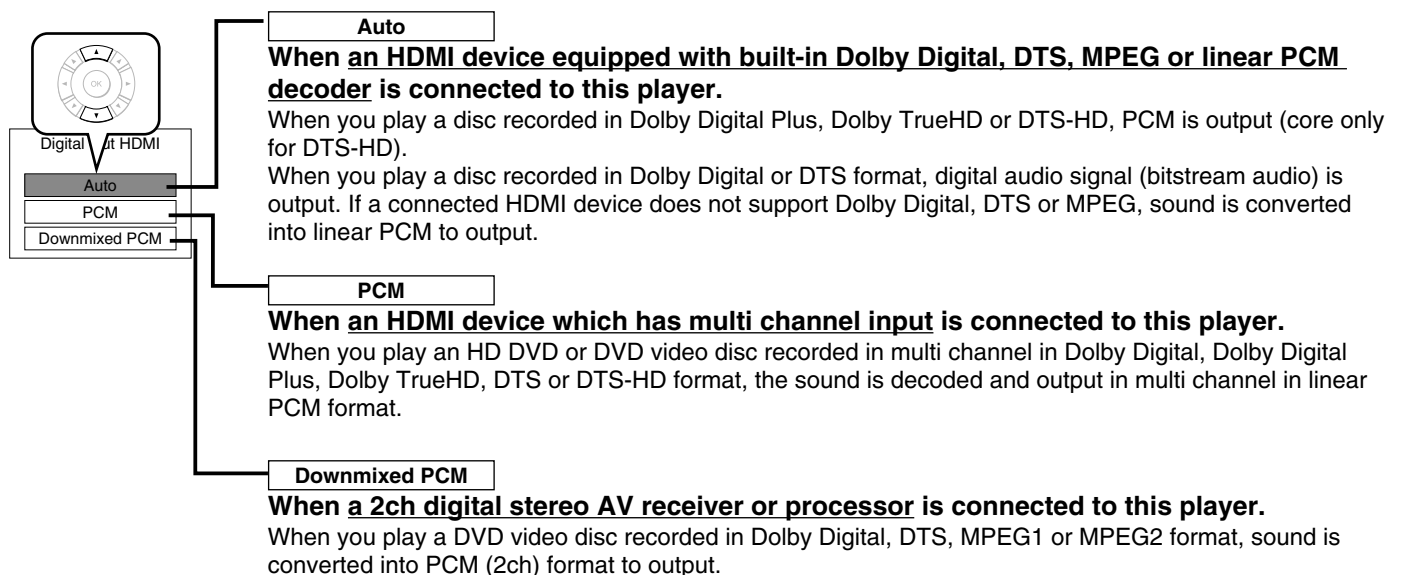 OK
Digital Out HDMI
Auto
PCM
Downmixed PCM
Auto
When an HDMI device equipped with built-in Dolby Digital, DTS, MPEG or linear PCM
decoder is connected to this player.
When you play a disc recorded in Dolby Digital Plus, Dolby TrueHD or DTS-HD, PCM is output (core only
for DTS-HD).
When you play a disc recorded in Dolby Digital or DTS format, digital audio signal (bitstream audio) is
output. If a connected HDMI device does not support Dolby Digital, DTS or MPEG, sound is converted
into linear PCM to output.
PCM
When an HDMI device which has multi channel input is connected to this player.
When you play an HD DVD or DVD video disc recorded in multi channel in Dolby Digital, Dolby Digital
Plus, Dolby TrueHD, DTS or DTS-HD format, the sound is decoded and output in multi channel in linear
PCM format.
Downmixed PCM
When a 2ch digital stereo AV receiver or processor is connected to this player.
When you play a DVD video disc recorded in Dolby Digital, DTS, MPEG1 or MPEG2 format, sound is
converted into PCM (2ch) format to output.